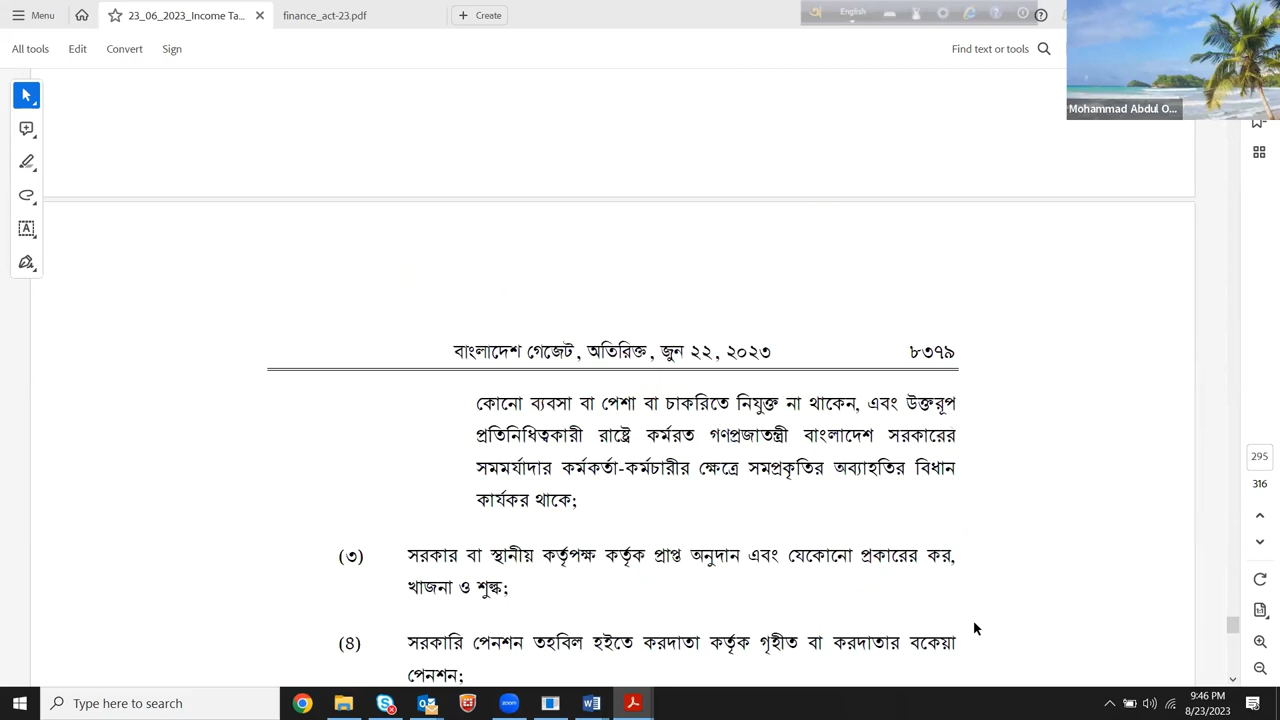 Menu
23_06_2023_Income Ta...
finance_act-23.pdf
Create
English
All tools
Edit
Convert
Sign
Find text or tools
Mohammad Abdul O...
বাংলাদেশ গেজেট, অতিরিক্ত, জুন ২২, ২০২৩ ৮৩৭৯
কোনো ব্যবসা বা পেশা বা চাকরিতে নিযুক্ত না থাকেন, এবং উক্তরূপ
প্রতিনিধিত্বকারী রাষ্ট্রে কর্মরত গণপ্রজাতন্ত্রী বাংলাদেশ সরকারের
সমমর্যাদার কর্মকর্তা-কর্মচারীর ক্ষেত্রে সমপ্রকৃতির অব্যাহতির বিধান
কার্যকর থাকে;
(৩) সরকার বা স্থানীয় কর্তৃপক্ষ কর্তৃক প্রাপ্ত অনুদান এবং যেকোনো প্রকারের কর,
খাজনা ও শুল্ক;
(৪) সরকারি পেনশন তহবিল হইতে করদাতা কর্তৃক গৃহীত বা করদাতার বকেয়া
পেনশন;
295
316
Type here to search
zoom
9:46 PM
8/23/2023